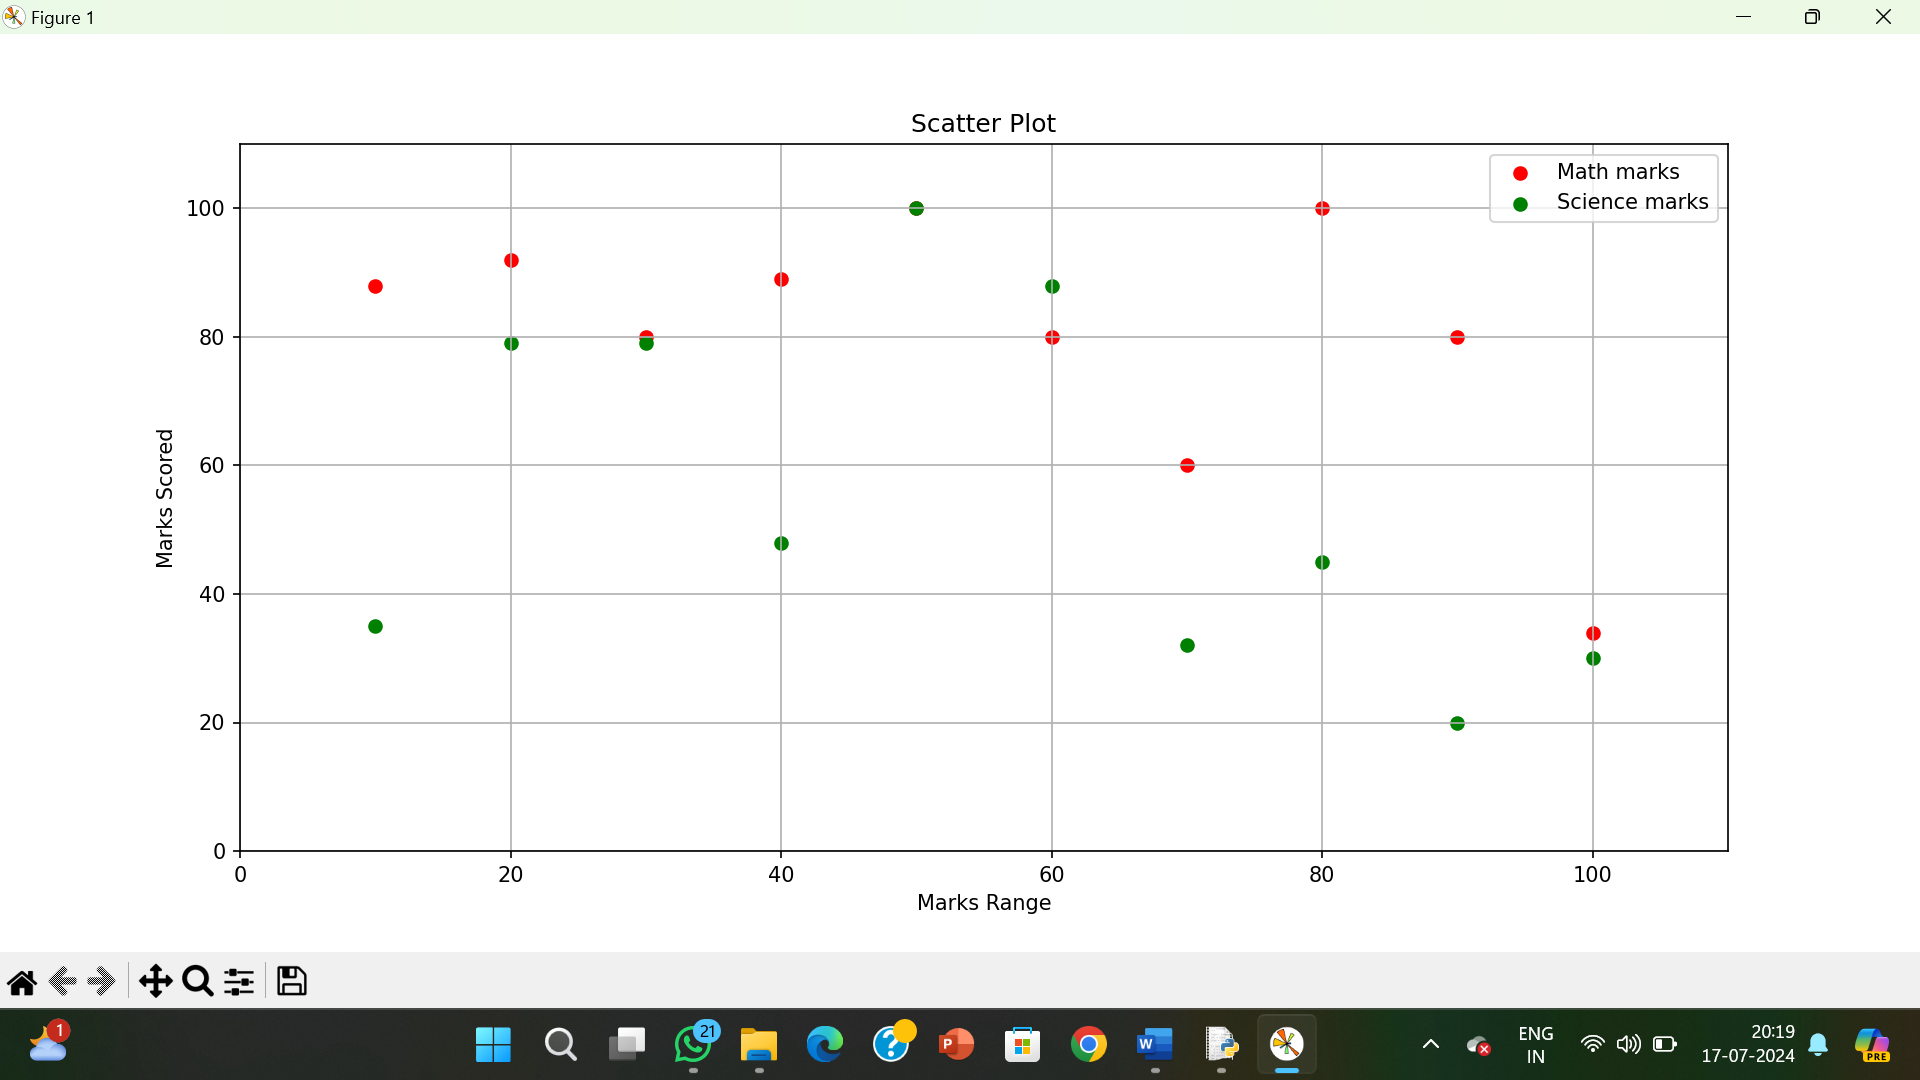 Figure 1
Scatter Plot
Math marks
Science marks
100
80
60
40
20
0
Marks Scored
0 20 40 60 80 100
Marks Range
1
21
P
W
ENG
IN
20:19
17-07-2024
PRE